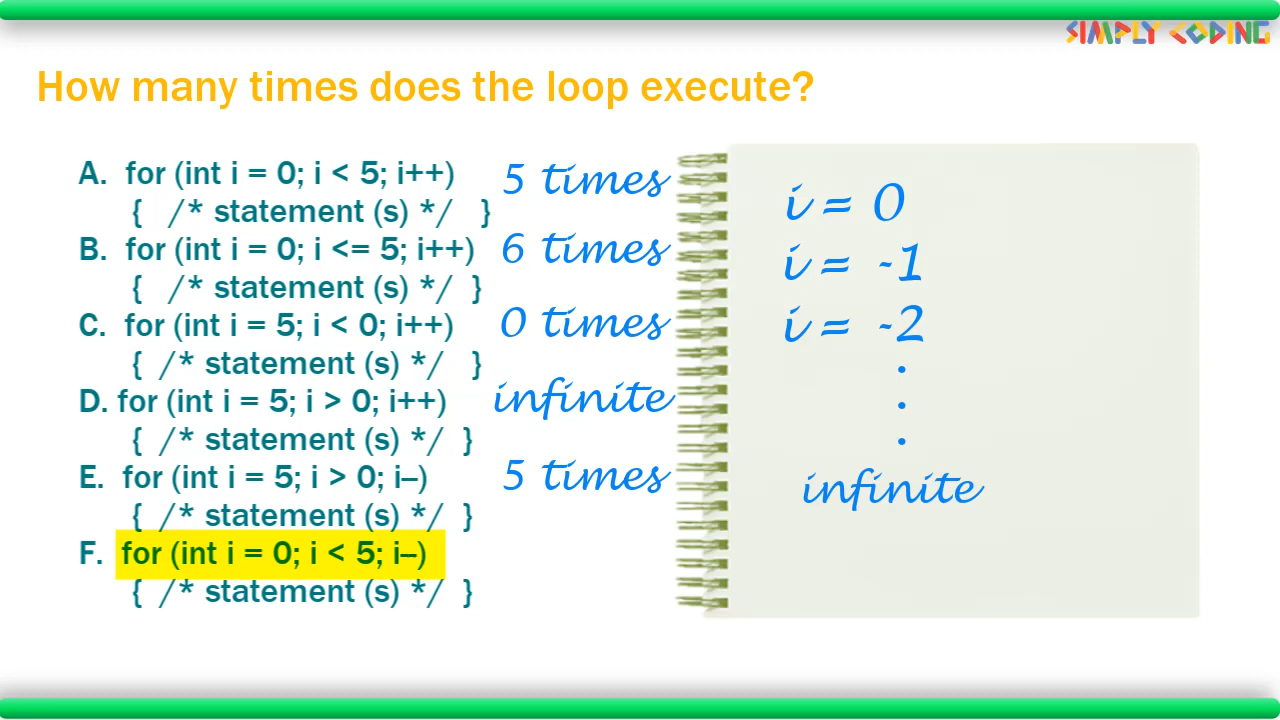 SIMPLY CODING
How many times does the loop execute?
A. for (int i = 0; i < 5; i++) 5 times
{ /* statement (s) */ }
B. for (int i = 0; i <= 5; i++) 6 times
{ /* statement (s) */ }
C. for (int i = 5; i < 0; i++) 0 times
{ /* statement (s) */ }
D. for (int i = 5; i > 0; i++) infinite
{ /* statement (s) */ }
E. for (int i = 5; i > 0; i–) 5 times
{ /* statement (s) */ }
F. for (int i = 0; i < 5; i–)
{ /* statement (s) */ }
i = 0
i = -1
i = -2
.
.
.
infinite